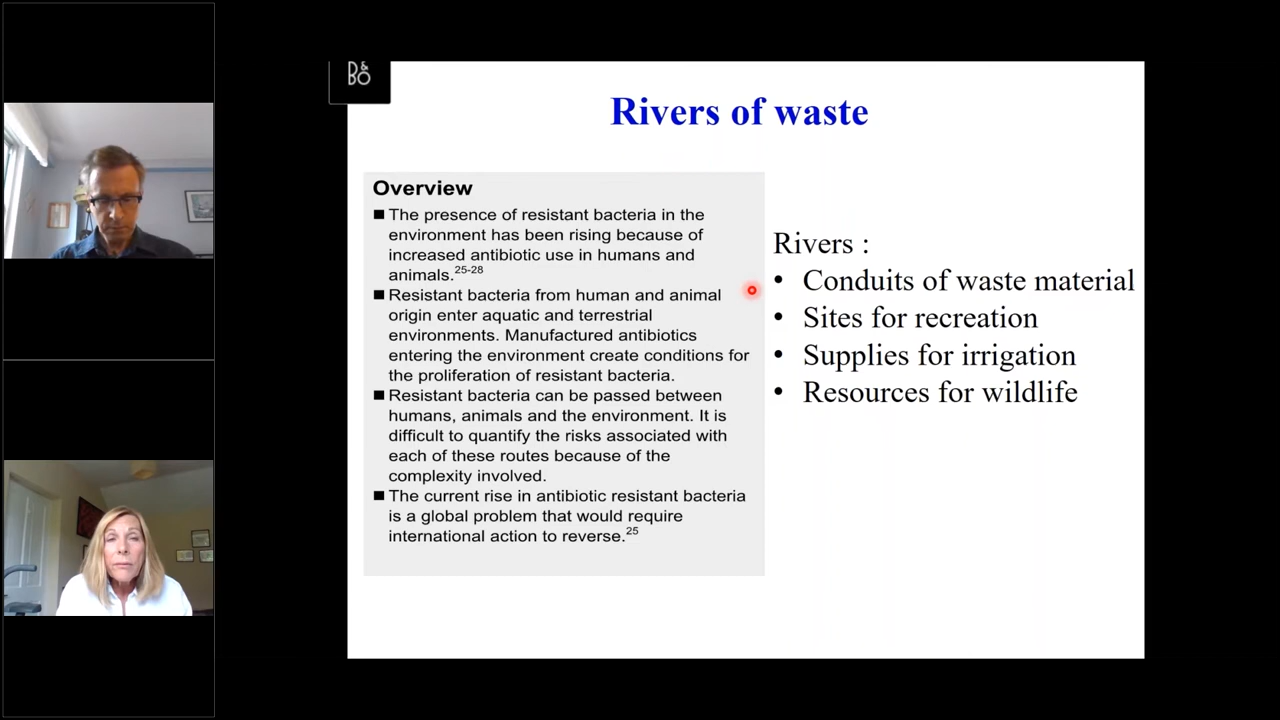 B&
BO
Rivers of waste
Overview
■ The presence of resistant bacteria in the
environment has been rising because of
increased antibiotic use in humans and
animals.25-28
■ Resistant bacteria from human and animal
origin enter aquatic and terrestrial
environments. Manufactured antibiotics
entering the environment create conditions for
the proliferation of resistant bacteria.
■ Resistant bacteria can be passed between
humans, animals and the environment. It is
difficult to quantify the risks associated with
each of these routes because of the
complexity involved.
■ The current rise in antibiotic resistant bacteria
is a global problem that would require
international action to reverse.25
Rivers :
• Conduits of waste material
• Sites for recreation
• Supplies for irrigation
• Resources for wildlife